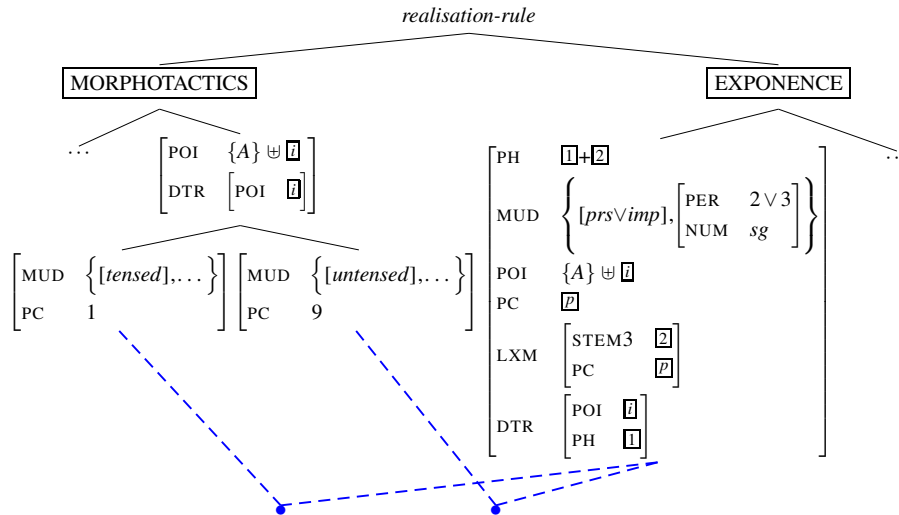 realisation-rule
MORPHOTACTICS EXPONENCE
... [POI {A} ⊎ i] ...
[DTR [POI i]]
[PH 1+2]
[MUD {[prs∨imp], [PER 2∨3]}]
[NUM sg]
[MUD {[tensed],...}] [MUD {[untensed],...}] [POI {A} ⊎ i]
[PC 1] [PC 9] [PC p]
[LXM [STEM3 2]]
[PC p]
[DTR [POI i]]
[PH 1]